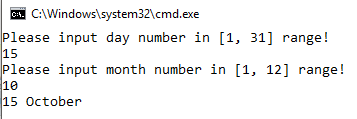 C:\Windows\system32\cmd.exe
Please input day number in [1, 31] range!
15
Please input month number in [1, 12] range!
10
15 October